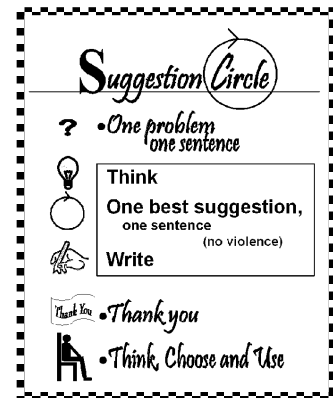 Suggestion Circle
? •One problem
one sentence
Think
One best suggestion,
one sentence
(no violence)
Write
Thank You •Thank you
•Think, Choose and Use